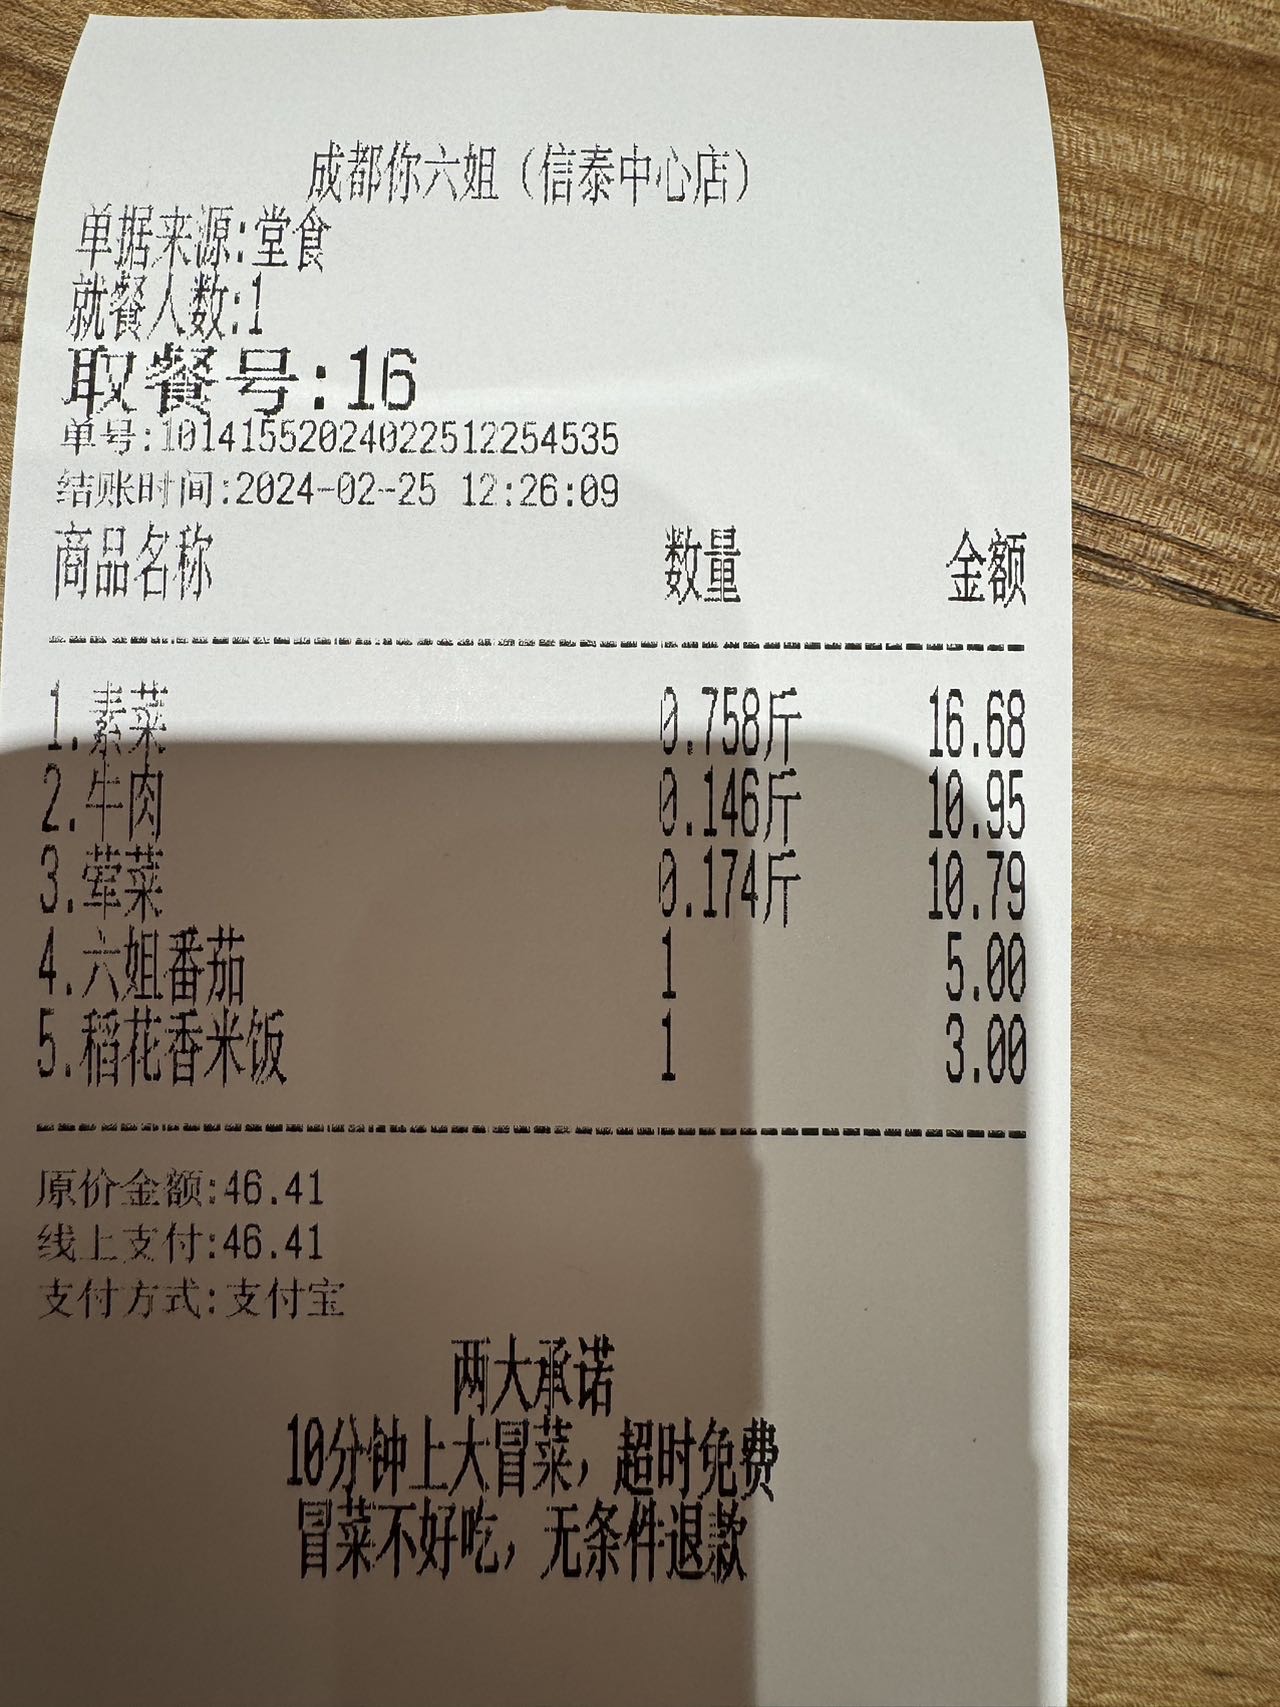 成都你六姐（信泰中心店）
单据来源:堂食
就餐人数:1
取餐号:16
单号:10141552024022512254535
结账时间:2024-02-25 12:26:09
商品名称 数量 金额
1.素菜 0.758斤 16.68
2.牛肉 0.146斤 10.95
3.荤菜 0.174斤 10.79
4.六姐番茄 1 5.00
5.稻花香米饭 1 3.00
原价金额:46.41
线上支付:46.41
支付方式:支付宝
两大承诺
10分钟上大冒菜，超时免费
冒菜不好吃，无条件退款